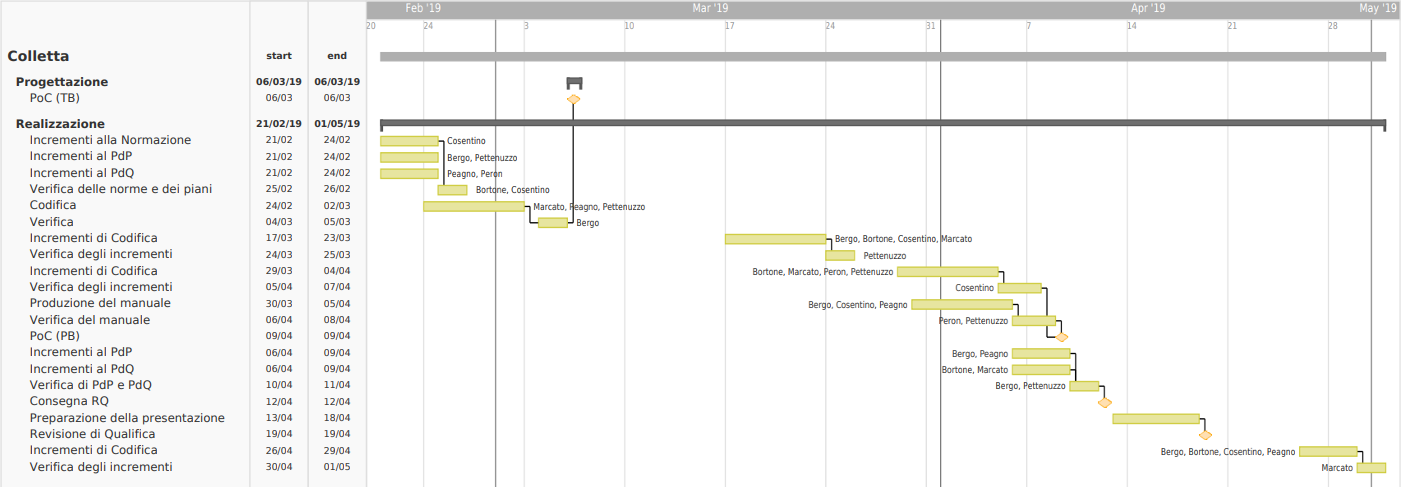 Feb '19 Mar '19 Apr '19 May '19
20 24 3 10 17 24 31 7 14 21 28
Colletta start end
Progettazione 06/03/19 06/03/19
PoC (TB) 06/03 06/03
Realizzazione 21/02/19 01/05/19
Incrementi alla Normazione 21/02 24/02 Cosentino
Incrementi al PdP 21/02 24/02 Bergo, Pettenuzzo
Incrementi al PdQ 21/02 24/02 Peagno, Peron
Verifica delle norme e dei piani 25/02 26/02 Bortone, Cosentino
Codifica 24/02 02/03 Marcato, Peagno, Pettenuzzo
Verifica 04/03 05/03 Bergo
Incrementi di Codifica 17/03 23/03 Bergo, Bortone, Cosentino, Marcato
Verifica degli incrementi 24/03 25/03 Pettenuzzo
Incrementi di Codifica 29/03 04/04 Bortone, Marcato, Peron, Pettenuzzo
Verifica degli incrementi 05/04 07/04 Cosentino
Produzione del manuale 30/03 05/04 Bergo, Cosentino, Peagno
Verifica del manuale 06/04 08/04 Peron, Pettenuzzo
PoC (PB) 09/04 09/04
Incrementi al PdP 06/04 09/04 Bergo, Peagno
Incrementi al PdQ 06/04 09/04 Bortone, Marcato
Verifica di PdP e PdQ 10/04 11/04 Bergo, Pettenuzzo
Consegna RQ 12/04 12/04
Preparazione della presentazione 13/04 18/04
Revisione di Qualifica 19/04 19/04
Incrementi di Codifica 26/04 29/04 Bergo, Bortone, Cosentino, Peagno
Verifica degli incrementi 30/04 01/05 Marcato